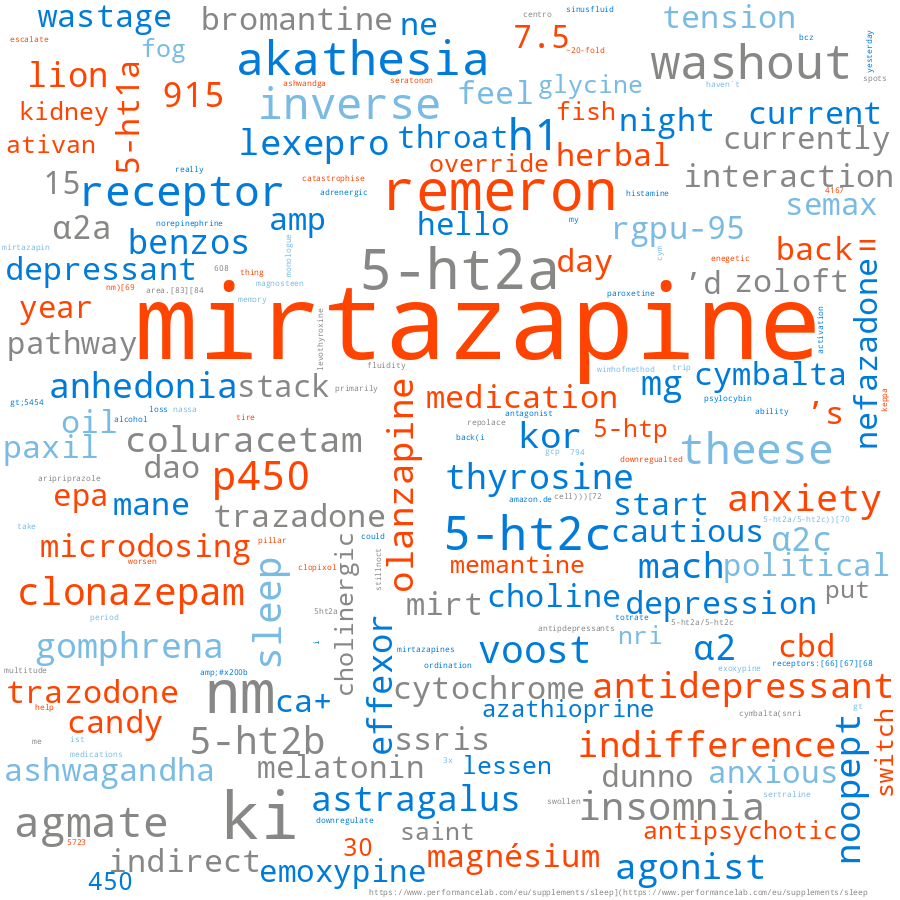 wastage
bromantine
ne
centro
sinusfluid
tension
escalate
fog
7.5
~20-fold
bcz
yesterday
akathesia
washout
spots
lion
5-ht1a
915
ashwandga
seratonon
inverse
feel
glycine
haven't
kidney
fish
night
current
ativan
lexepro
throat
h1
currently
override
herbal
really
catastrophise
15
receptor
adrenergic
remeron
histamine
interaction
4167
semax
α2a
norepinephrine
amp
hello
my
rgpu-95
mirtazapin
benzos
monologue
5-ht2a
day
cym
enegetic
back
=
depressant
608
thing
magnosteen
’d
zoloft
nm)[69
area.[83][84
memory
paroxetine
year
mirtazapine
activation
nefazadone
pathway
levothyroxine
fluidity
wimhofmethod
trip
anhedonia
stack
primarily
olanzapine
medication
mg
cymbalta
psylocybin
keppa
gt;5454
oil
alcohol
loss
nassa
tire
antagonist
ability
’s
repolace
paxil
coluracetam
back(i
kor
5-htp
theese
dao
p450
gcp
794
downregualted
aripriprazole
thyrosine
epa
mane
amazon.de
cell)))[72
start
anxiety
trazadone
take
pillar
could
5-ht2c
cautious
5-ht2a/5-ht2c))[70
α2c
microdosing
worsen
cholinergic
stillnoct
clopixol
memantine
mach
political
clonazepam
sleep
mirt
choline
depression
put
period
5ht2a
i
totrate
5-ht2a/5-ht2c
gomphrena
effexor
mirtazapines
antipdepressants
nri
voost
α2
cbd
ordination
receptors:[66][67][68
multitude
amp;#x200b
exoxypine
trazodone
nm
ca+
cytochrome
antidepressant
help
candy
azathioprine
cymbalta(snri
gt
switch
me
ist
medications
5-ht2b
ssris
indifference
noopept
ashwagandha
melatonin
3x
lessen
dunno
anxious
sertraline
astragalus
swollen
insomnia
agmate
ki
downregulate
saint
antipsychotic
5723
30
indirect
magnésium
450
emoxypine
agonist
https://www.performancelab.com/eu/supplements/sleep](https://www.performancelab.com/eu/supplements/sleep